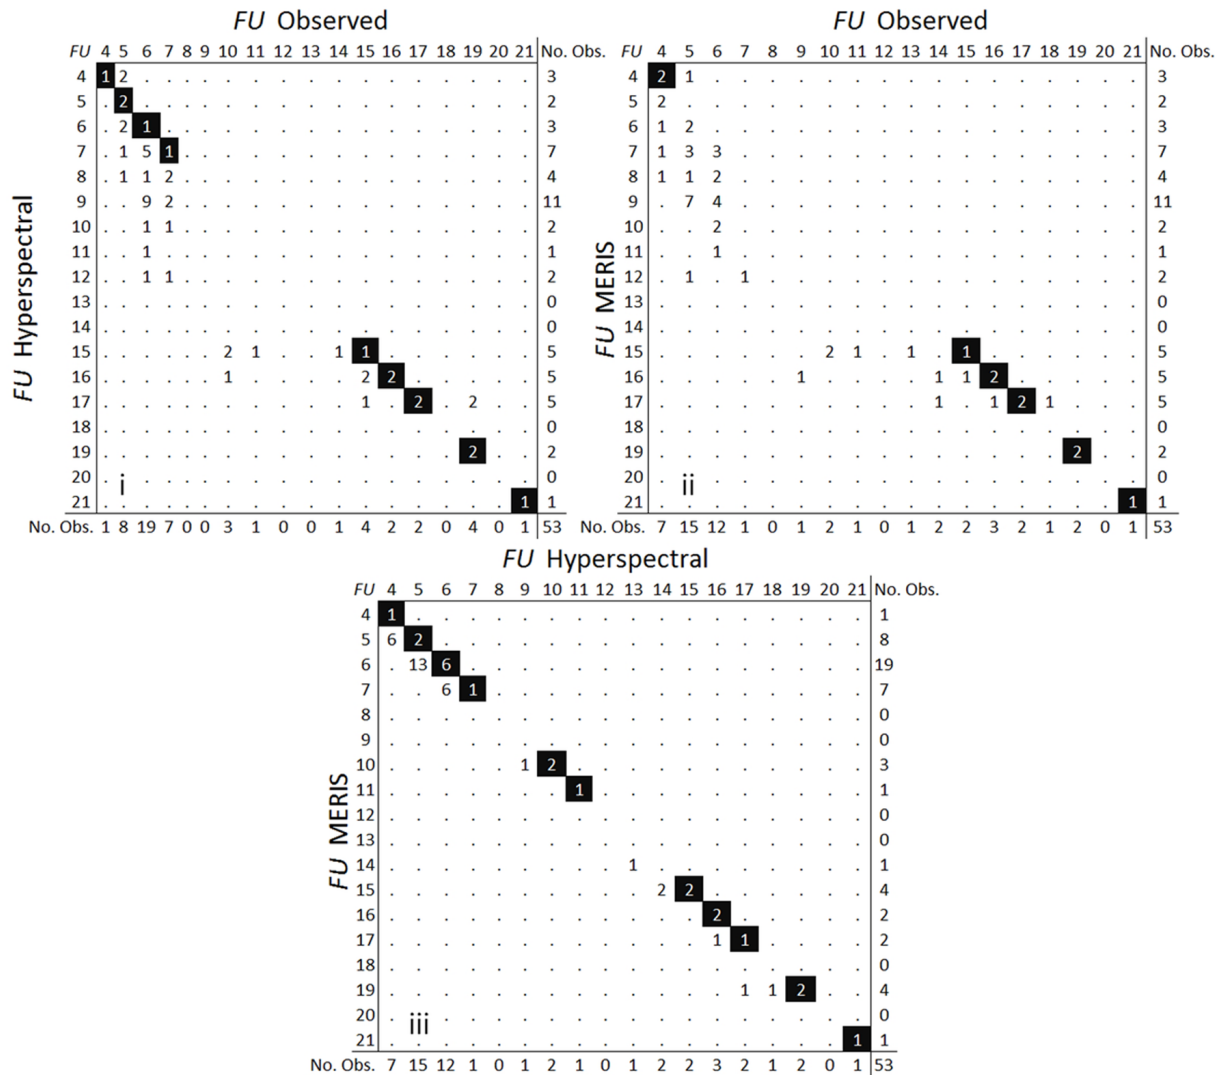 FU Observed
FU 4 5 6 7 8 9 10 11 12 13 14 15 16 17 18 19 20 21 No. Obs.
4 1 2 . . . . . . . . . . . . . . . . 3
5 . 2 . . . . . . . . . . . . . . . . 2
6 . 2 1 . . . . . . . . . . . . . . . 3
7 . 1 5 1 . . . . . . . . . . . . . . 7
8 . 1 1 2 . . . . . . . . . . . . . . 4
9 . . 9 2 . . . . . . . . . . . . . . 11
10 . . 1 1 . . . . . . . . . . . . . . 2
11 . . 1 . . . . . . . . . . . . . . . 1
12 . . 1 1 . . . . . . . . . . . . . . 2
13 . . . . . . . . . . . . . . . . . . 0
14 . . . . . . . . . . . . . . . . . . 0
15 . . . . . . 2 1 . . 1 1 . . . . . . 5
16 . . . . . . 1 . . . . 2 2 . . . . . 5
17 . . . . . . . . . . . 1 . 2 . 2 . . 5
18 . . . . . . . . . . . . . . . . . . 0
19 . . . . . . . . . . . . . . . 2 . . 2
20 . . . . . . . . . . . . . . . . . . 0
i
21 . . . . . . . . . . . . . . . . . 1 1
No. Obs. 1 8 19 7 0 0 3 1 0 0 1 4 2 2 0 4 0 1 53
FU Hyperspectral
FU Observed
FU 4 5 6 7 8 9 10 11 12 13 14 15 16 17 18 19 20 21 No. Obs.
4 2 1 . . . . . . . . . . . . . . . . 3
5 2 . . . . . . . . . . . . . . . . . 2
6 1 2 . . . . . . . . . . . . . . . . 3
7 1 3 3 . . . . . . . . . . . . . . . 7
8 1 1 2 . . . . . . . . . . . . . . . 4
9 . 7 4 . . . . . . . . . . . . . . . 11
10 . . 2 . . . . . . . . . . . . . . . 2
11 . . 1 . . . . . . . . . . . . . . . 1
12 . 1 . 1 . . . . . . . . . . . . . . 2
13 . . . . . . . . . . . . . . . . . . 0
14 . . . . . . . . . . . . . . . . . . 0
15 . . . . . . 2 1 . 1 . 1 . . . . . . 5
16 . . . . . 1 . . . . 1 1 2 . . . . . 5
17 . . . . . . . . . . 1 . 1 2 1 . . . 5
18 . . . . . . . . . . . . . . . . . . 0
19 . . . . . . . . . . . . . . . 2 . . 2
20 . . . . . . . . . . . . . . . . . . 0
ii
21 . . . . . . . . . . . . . . . . . 1 1
No. Obs. 7 15 12 1 0 1 2 1 0 1 2 2 3 2 1 2 0 1 53
FU MERIS
FU Hyperspectral
FU 4 5 6 7 8 9 10 11 12 13 14 15 16 17 18 19 20 21 No. Obs.
4 1 . . . . . . . . . . . . . . . . . 1
5 6 2 . . . . . . . . . . . . . . . . 8
6 . 13 6 . . . . . . . . . . . . . . . 19
7 . . 6 1 . . . . . . . . . . . . . . 7
8 . . . . . . . . . . . . . . . . . . 0
9 . . . . . . . . . . . . . . . . . . 0
10 . . . . . 1 2 . . . . . . . . . . . 3
11 . . . . . . . 1 . . . . . . . . . . 1
12 . . . . . . . . . . . . . . . . . . 0
13 . . . . . . . . . . . . . . . . . . 0
14 . . . . . . . . . 1 . . . . . . . . 1
15 . . . . . . . . . . 2 2 . . . . . . 4
16 . . . . . . . . . . . . 2 . . . . . 2
17 . . . . . . . . . . . . 1 1 . . . . 2
18 . . . . . . . . . . . . . . . . . . 0
19 . . . . . . . . . . . . . 1 1 2 . . 4
20 . . . . . . . . . . . . . . . . . . 0
iii
21 . . . . . . . . . . . . . . . . . 1 1
No. Obs. 7 15 12 1 0 1 2 1 0 1 2 2 3 2 1 2 0 1 53
FU MERIS